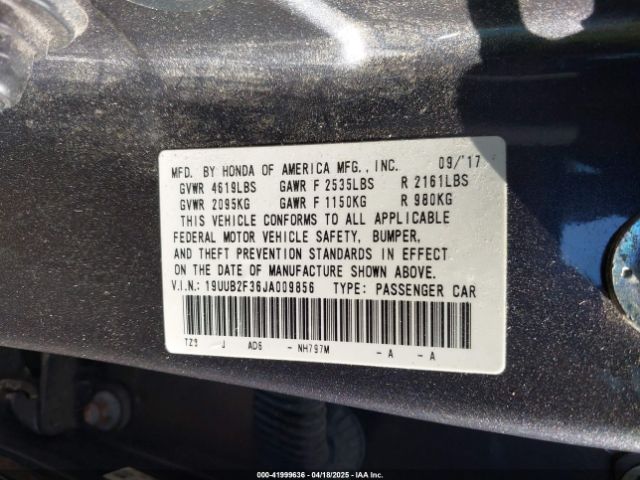 MFD. BY HONDA OF AMERICA MFG., INC. 09/'17
GVWR 4619LBS GAWR F 2535LBS R 2161LBS
GVWR 2095KG GAWR F 1150KG R 980KG
THIS VEHICLE CONFORMS TO ALL APPLICABLE
FEDERAL MOTOR VEHICLE SAFETY, BUMPER,
AND THEFT PREVENTION STANDARDS IN EFFECT
ON THE DATE OF MANUFACTURE SHOWN ABOVE.
V.I.N.: 19UUB2F36JA009856 TYPE: PASSENGER CAR
TZ3 J AD6 - NH797M - A - A
000-41999636 - 04/18/2025 - IAA Inc.